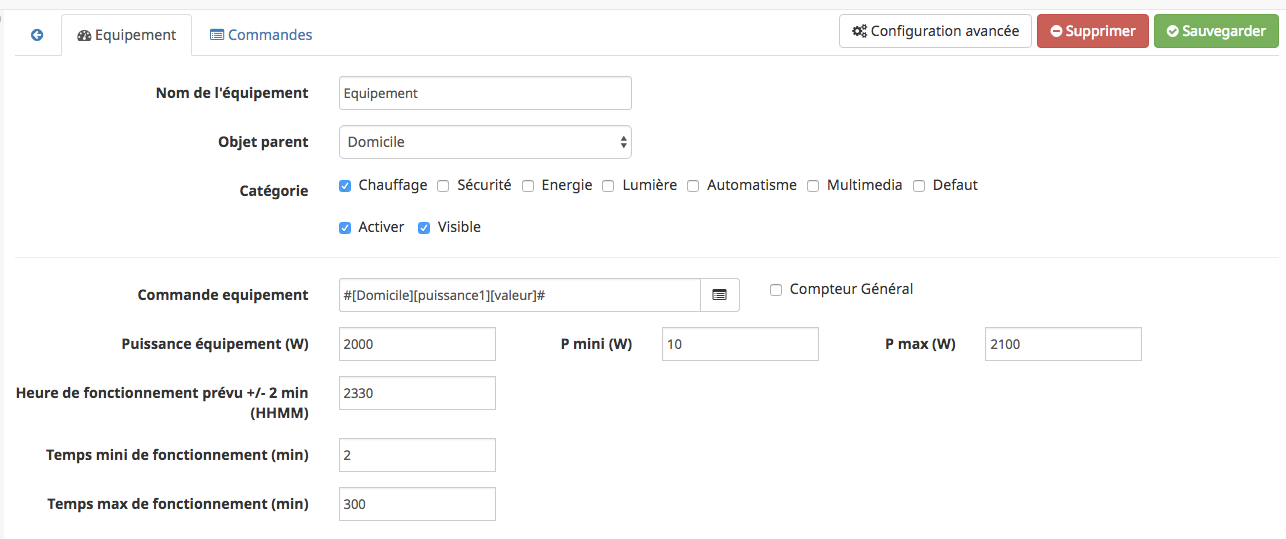 Equipement Commandes Configuration avancée Supprimer Sauvegarder
Nom de l'équipement Equipement
Objet parent Domicile
Catégorie Chauffage Sécurité Energie Lumière Automatisme Multimedia Defaut
Activer Visible
Commande equipement #[Domicile][puissance1][valeur]# Compteur Général
Puissance équipement (W) 2000 P mini (W) 10 P max (W) 2100
Heure de fonctionnement prévu +/- 2 min 2330
(HHMM)
Temps mini de fonctionnement (min) 2
Temps max de fonctionnement (min) 300